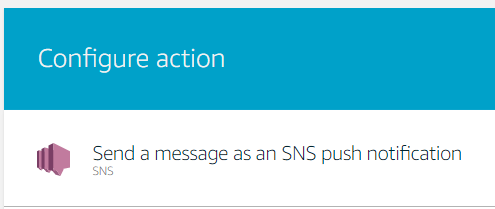 Configure action
Send a message as an SNS push notification
SNS